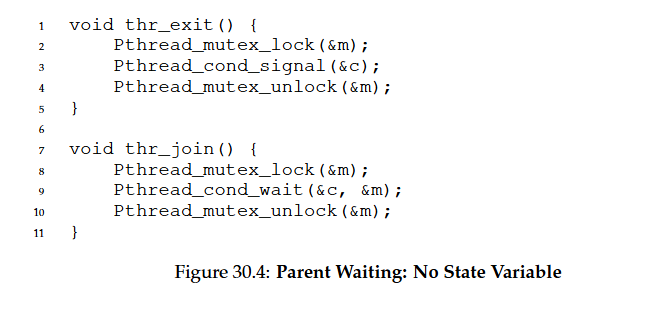 1 void thr_exit() {
2     Pthread_mutex_lock(&m);
3     Pthread_cond_signal(&c);
4     Pthread_mutex_unlock(&m);
5 }
6
7 void thr_join() {
8     Pthread_mutex_lock(&m);
9     Pthread_cond_wait(&c, &m);
10     Pthread_mutex_unlock(&m);
11 }
Figure 30.4: Parent Waiting: No State Variable